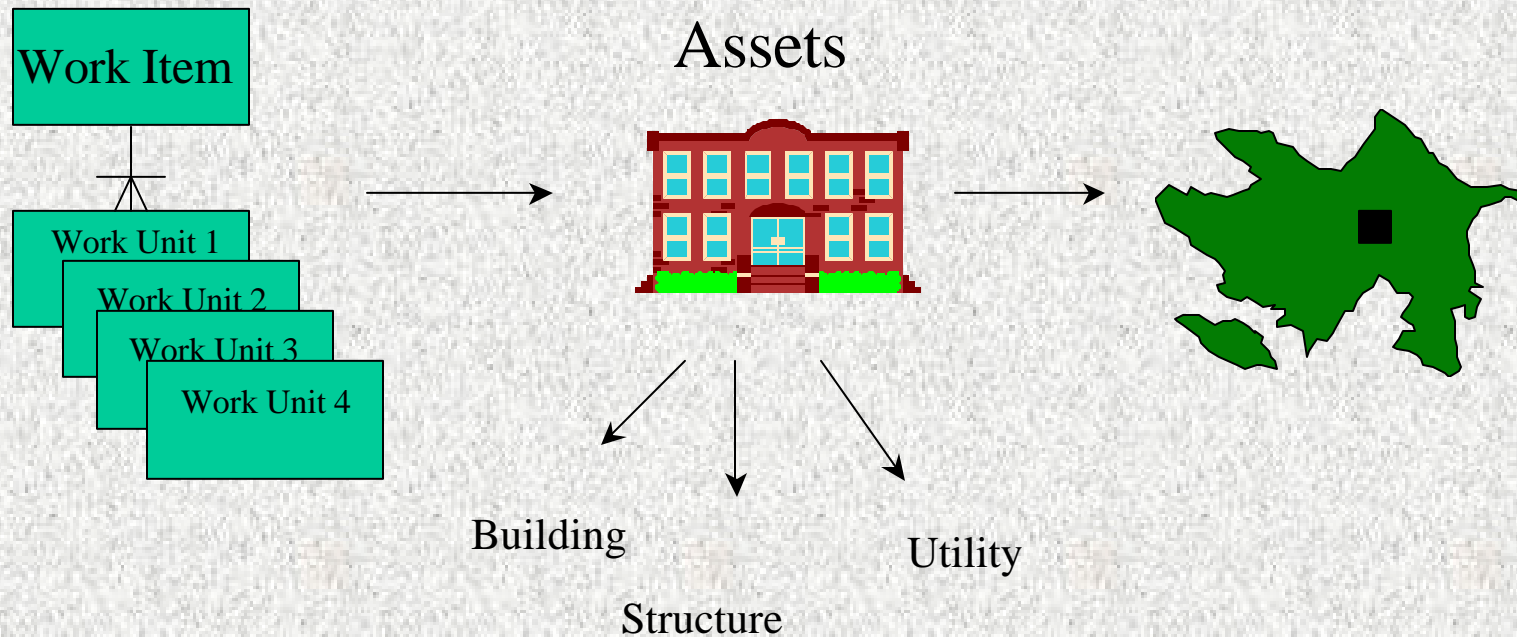 Work Item
Assets
Work Unit 1
Work Unit 2
Work Unit 3
Work Unit 4
Building
Utility
Structure